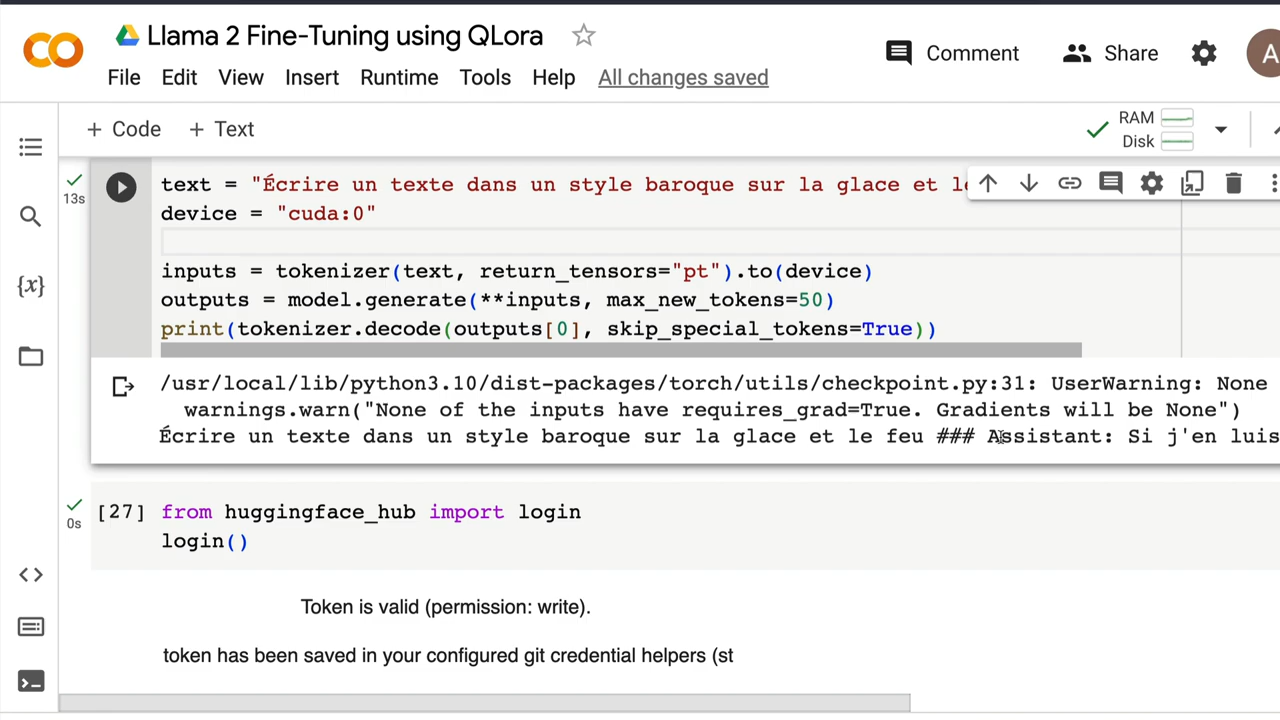 Llama 2 Fine-Tuning using QLora
Comment
Share
A
File Edit View Insert Runtime Tools Help All changes saved
+ Code + Text
RAM
Disk
13s
text = "Écrire un texte dans un style baroque sur la glace et le
device = "cuda:0"
inputs = tokenizer(text, return_tensors="pt").to(device)
outputs = model.generate(**inputs, max_new_tokens=50)
print(tokenizer.decode(outputs[0], skip_special_tokens=True))
{x}
/usr/local/lib/python3.10/dist-packages/torch/utils/checkpoint.py:31: UserWarning: None
warnings.warn("None of the inputs have requires_grad=True. Gradients will be None")
Écrire un texte dans un style baroque sur la glace et le feu ### Assistant: Si j'en luis
0s
[27] from huggingface_hub import login
login()
Token is valid (permission: write).
token has been saved in your configured git credential helpers (st